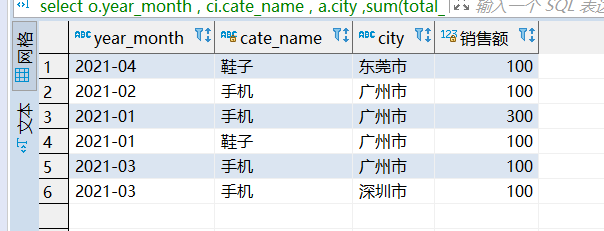 select o.year_month , ci.cate_name , a.city ,sum(total_
输入一个 SQL 表达
网格
文本
ABC year_month ABC cate_name ABC city 123 销售额
1 2021-04 鞋子 东莞市 100
2 2021-02 手机 广州市 100
3 2021-01 手机 广州市 300
4 2021-01 鞋子 广州市 100
5 2021-03 手机 广州市 100
6 2021-03 手机 深圳市 100